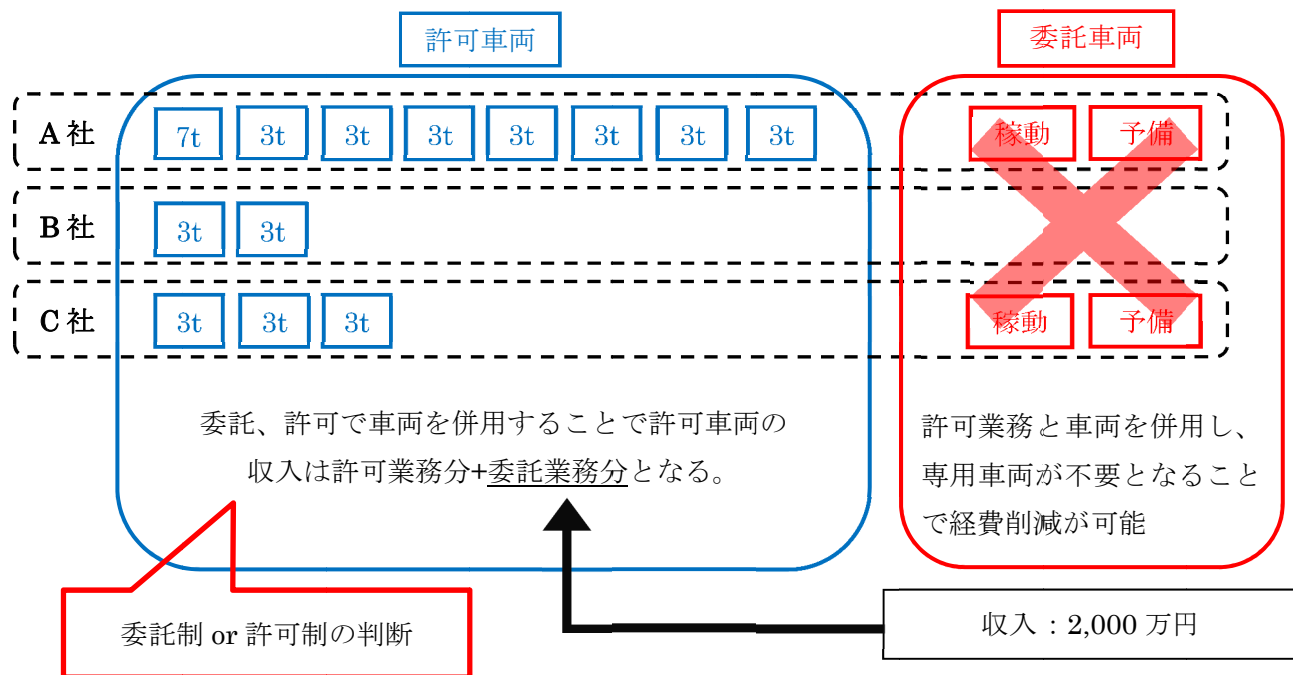 許可車両
委託車両
A社 7t 3t 3t 3t 3t 3t 3t 3t 稼動 予備
B社 3t 3t
C社 3t 3t 3t 稼動 予備
委託、許可で車両を併用することで許可車両の
収入は許可業務分+委託業務分となる。
許可業務と車両を併用し、
専用車両が不要となること
で経費削減が可能
委託制 or 許可制の判断
収入：2,000 万円